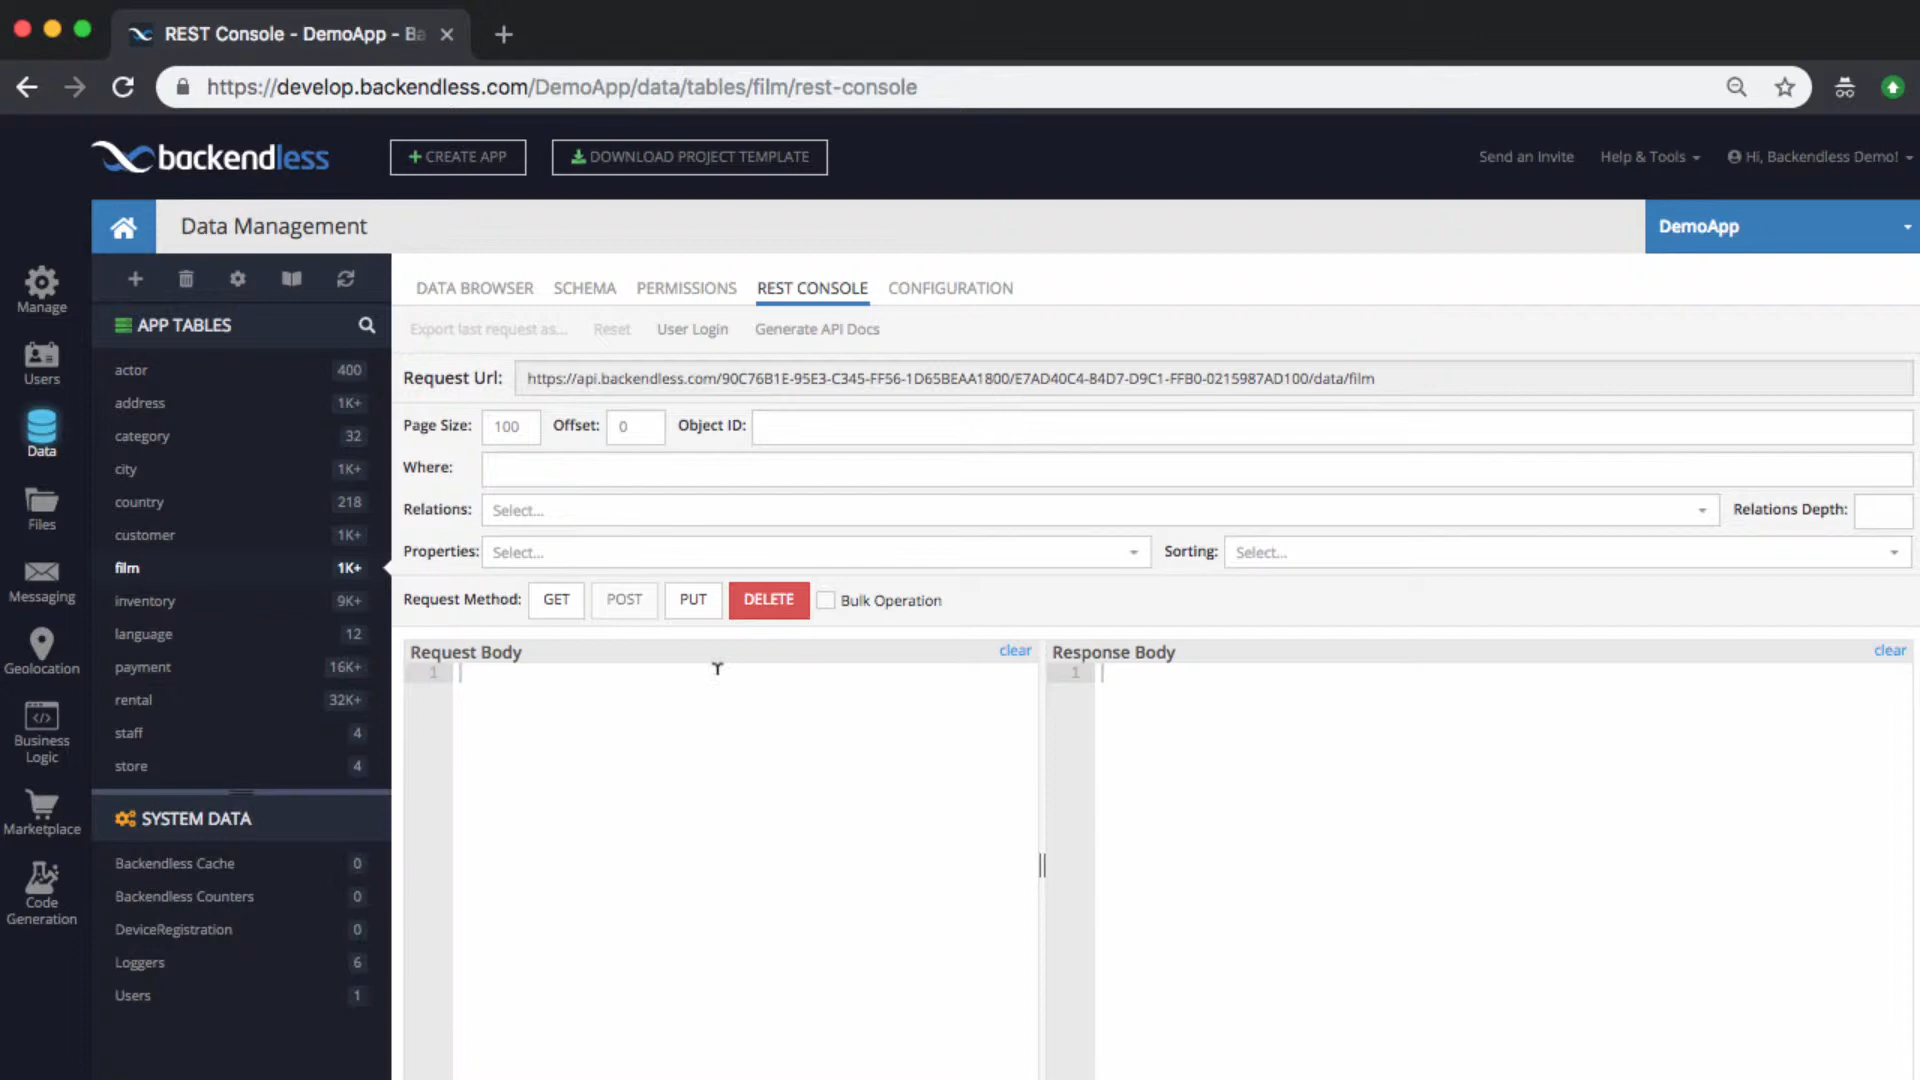 REST Console - DemoApp - Ba
https://develop.backendless.com/DemoApp/data/tables/film/rest-console
backendless
CREATE APP
DOWNLOAD PROJECT TEMPLATE
Send an Invite
Help & Tools
Hi, Backendless Demo!
Data Management
DemoApp
Manage
Users
Data
Files
Messaging
Geolocation
Business
Logic
Marketplace
Code
Generation
APP TABLES
actor 400
address 1K+
category 32
city 1K+
country 218
customer 1K+
film 1K+
inventory 9K+
language 12
payment 16K+
rental 32K+
staff 4
store 4
SYSTEM DATA
Backendless Cache 0
Backendless Counters 0
DeviceRegistration 0
Loggers 6
Users 1
DATA BROWSER SCHEMA PERMISSIONS REST CONSOLE CONFIGURATION
Export last request as... Reset User Login Generate API Docs
Request Url: https://api.backendless.com/90C76B1E-95E3-C345-FF56-1D65BEAA1800/E7AD40C4-84D7-D9C1-FFB0-0215987AD100/data/film
Page Size: 100 Offset: 0 Object ID:
Where:
Relations: Select... Relations Depth:
Properties: Select... Sorting: Select...
Request Method: GET POST PUT DELETE Bulk Operation
Request Body clear
1
Response Body clear
1